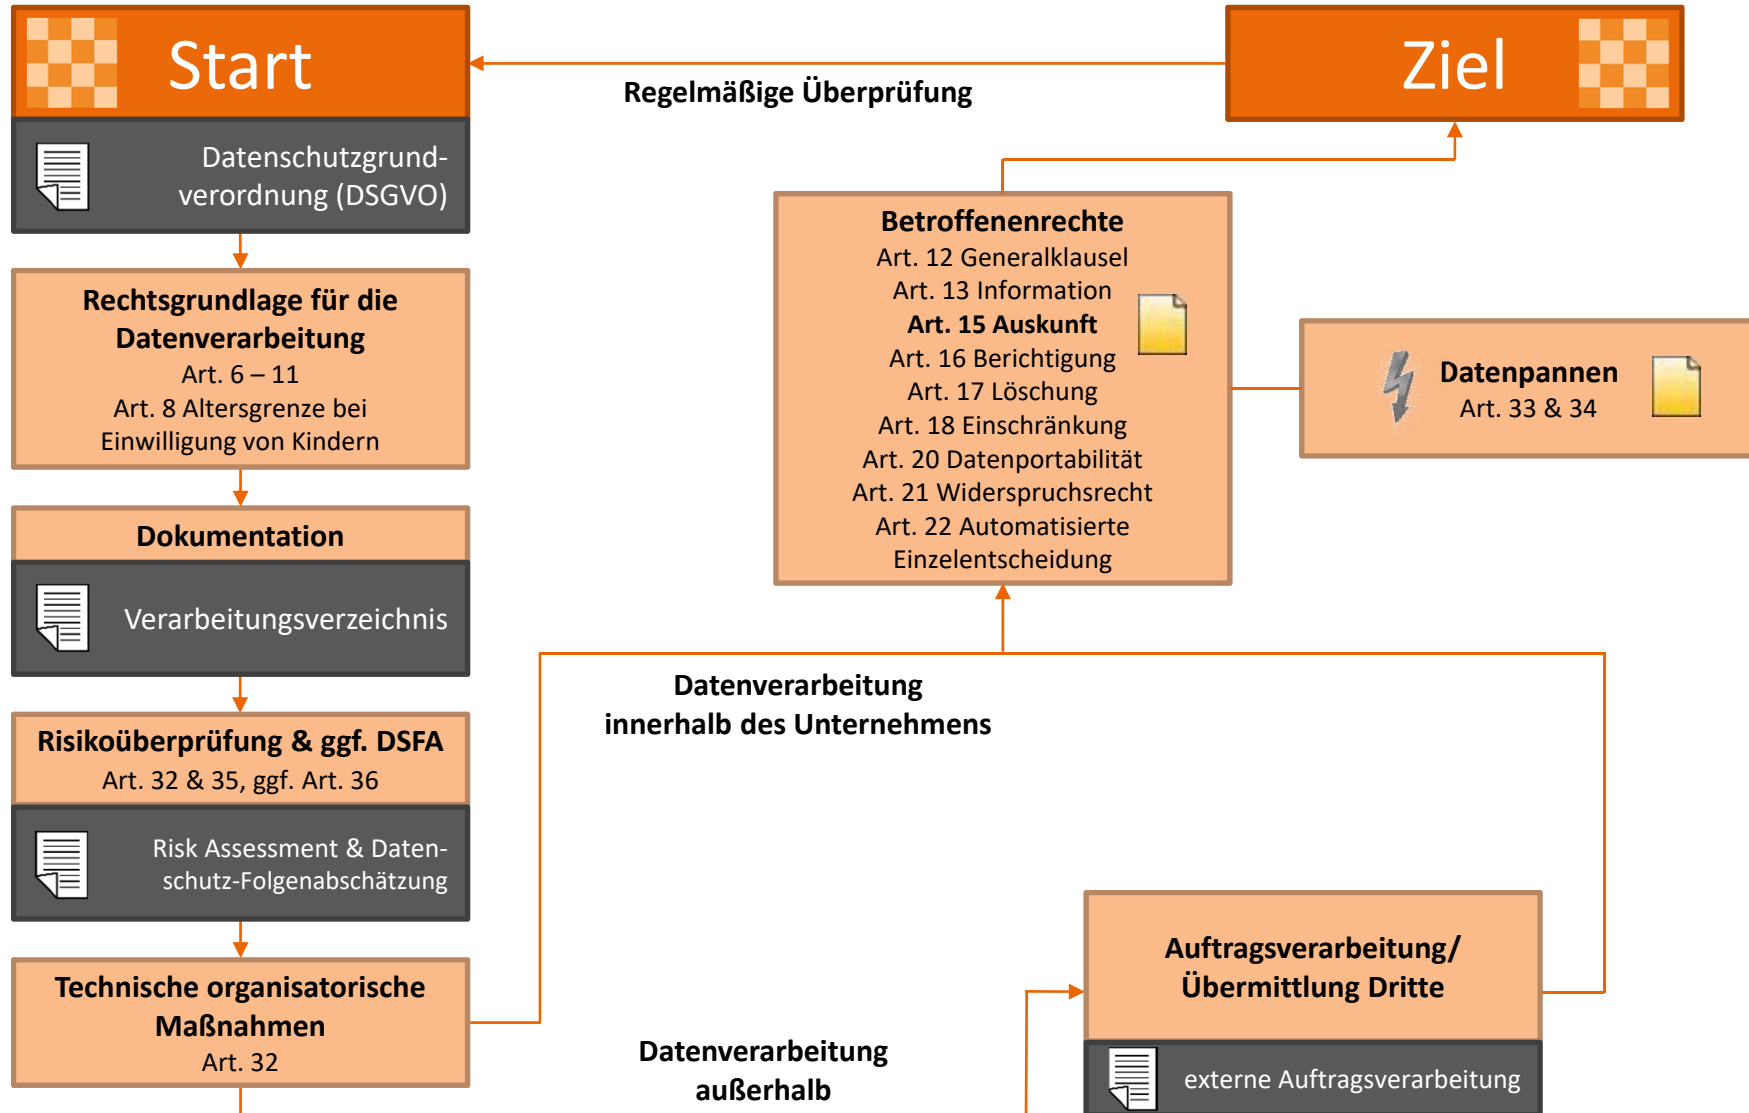 Start
Datenschutzgrund-
verordnung (DSGVO)
Regelmäßige Überprüfung
Ziel
Rechtsgrundlage für die
Datenverarbeitung
Art. 6 – 11
Art. 8 Altersgrenze bei
Einwilligung von Kindern
Dokumentation
Verarbeitungsverzeichnis
Risikoüberprüfung & ggf. DSFA
Art. 32 & 35, ggf. Art. 36
Risk Assessment & Daten-
schutz-Folgenabschätzung
Technische organisatorische
Maßnahmen
Art. 32
Datenverarbeitung
innerhalb des Unternehmens
Datenverarbeitung
außerhalb
Auftragsverarbeitung/
Übermittlung Dritte
externe Auftragsverarbeitung
Betroffenenrechte
Art. 12 Generalklausel
Art. 13 Information
Art. 15 Auskunft
Art. 16 Berichtigung
Art. 17 Löschung
Art. 18 Einschränkung
Art. 20 Datenportabilität
Art. 21 Widerspruchsrecht
Art. 22 Automatisierte
Einzelentscheidung
Datenpannen
Art. 33 & 34